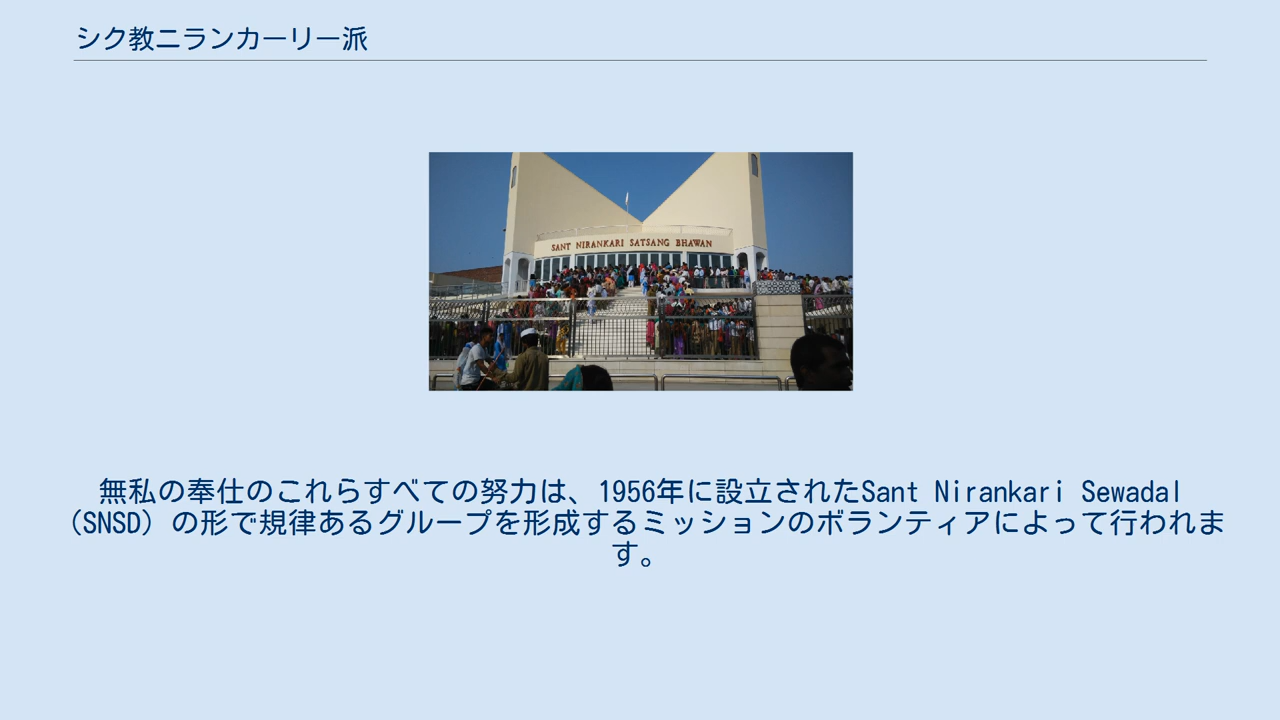 シク教ニランカーリー派
SANT NIRANKARI SATSANG BHAWAN
無私の奉仕のこれらすべての努力は、1956年に設立されたSant Nirankari Sewadal
（SNSD）の形で規律あるグループを形成するミッションのボランティアによって行われま
す。